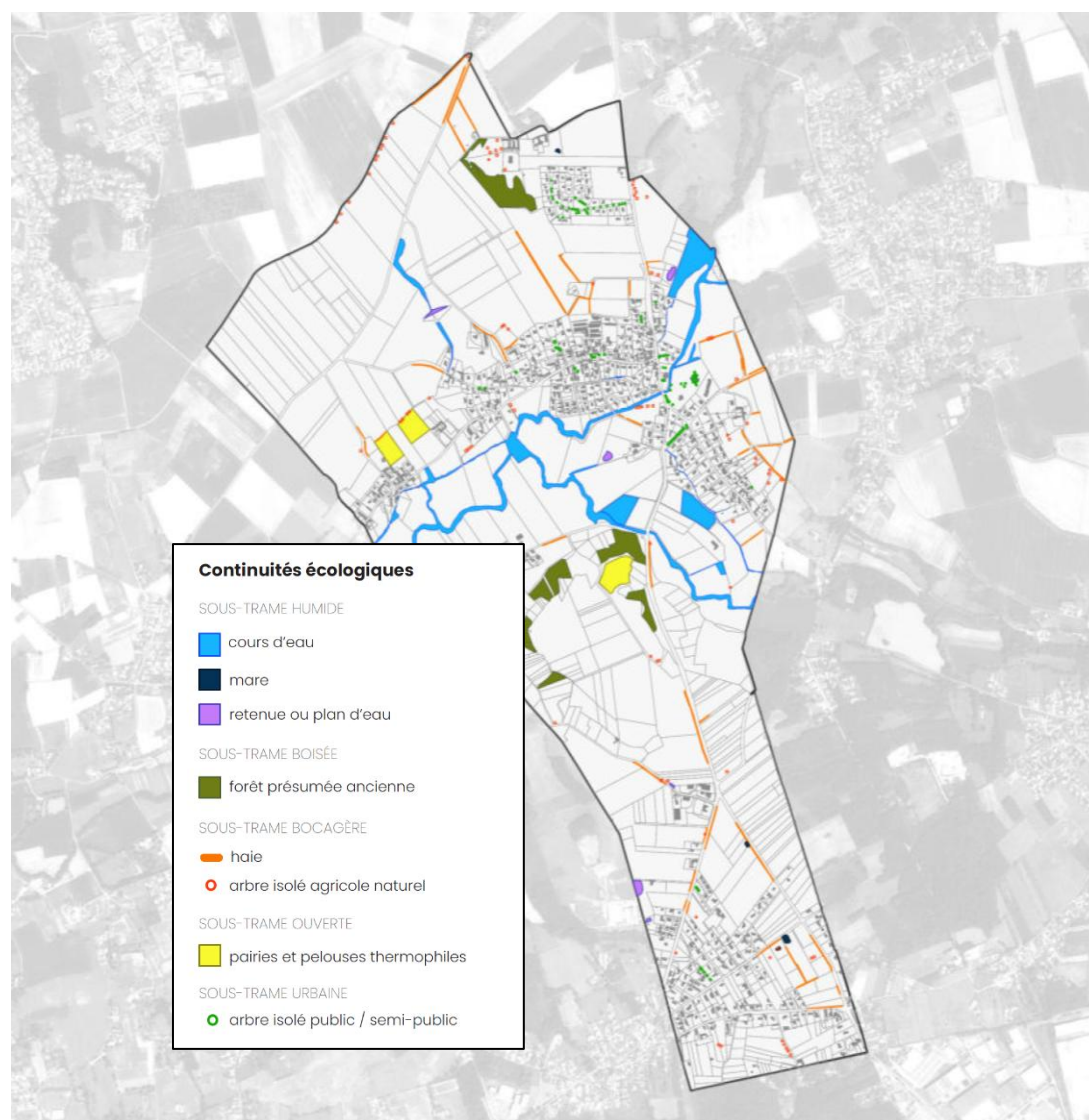 Continuités écologiques
SOUS-TRAME HUMIDE
cours d'eau
mare
retenue ou plan d'eau
SOUS-TRAME BOISÉE
forêt présumée ancienne
SOUS-TRAME BOCAGÈRE
haie
arbre isolé agricole naturel
SOUS-TRAME OUVERTE
pairies et pelouses thermophiles
SOUS-TRAME URBAINE
arbre isolé public / semi-public